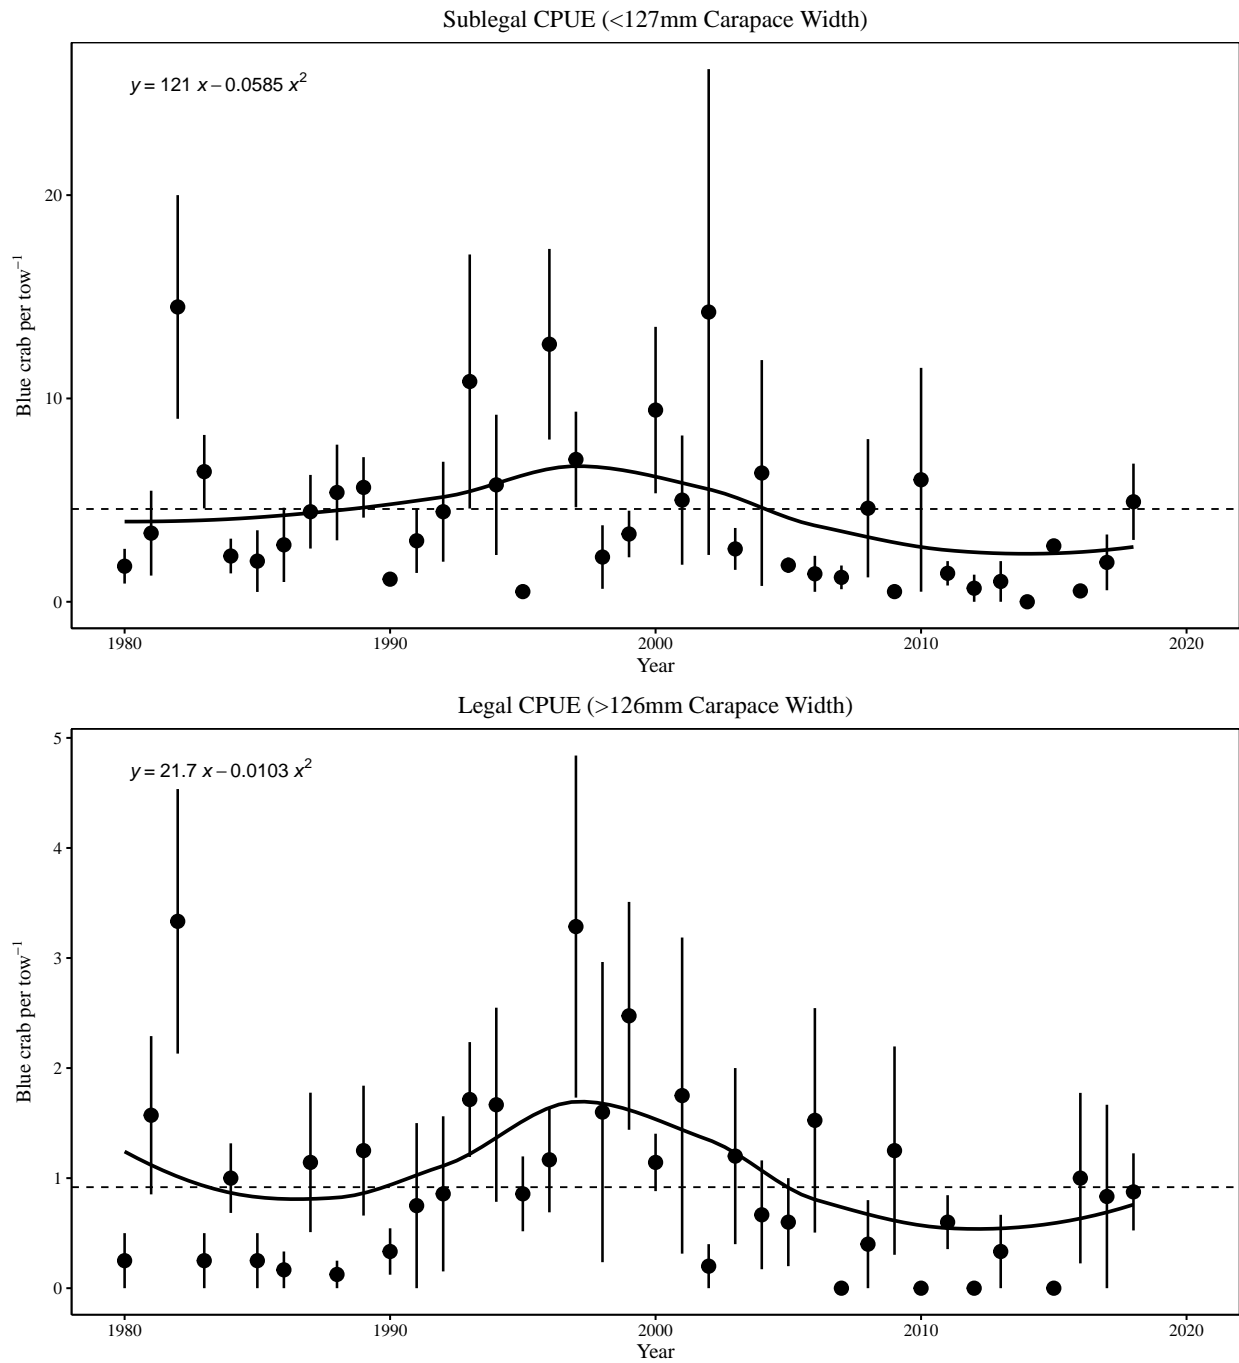 Sublegal CPUE (<127mm Carapace Width)
y = 121 x − 0.0585 x²
20
10
0
Blue crab per tow⁻¹
1980 1990 2000 2010 2020
Year
Legal CPUE (>126mm Carapace Width)
y = 21.7 x − 0.0103 x²
5
4
3
2
1
0
Blue crab per tow⁻¹
1980 1990 2000 2010 2020
Year